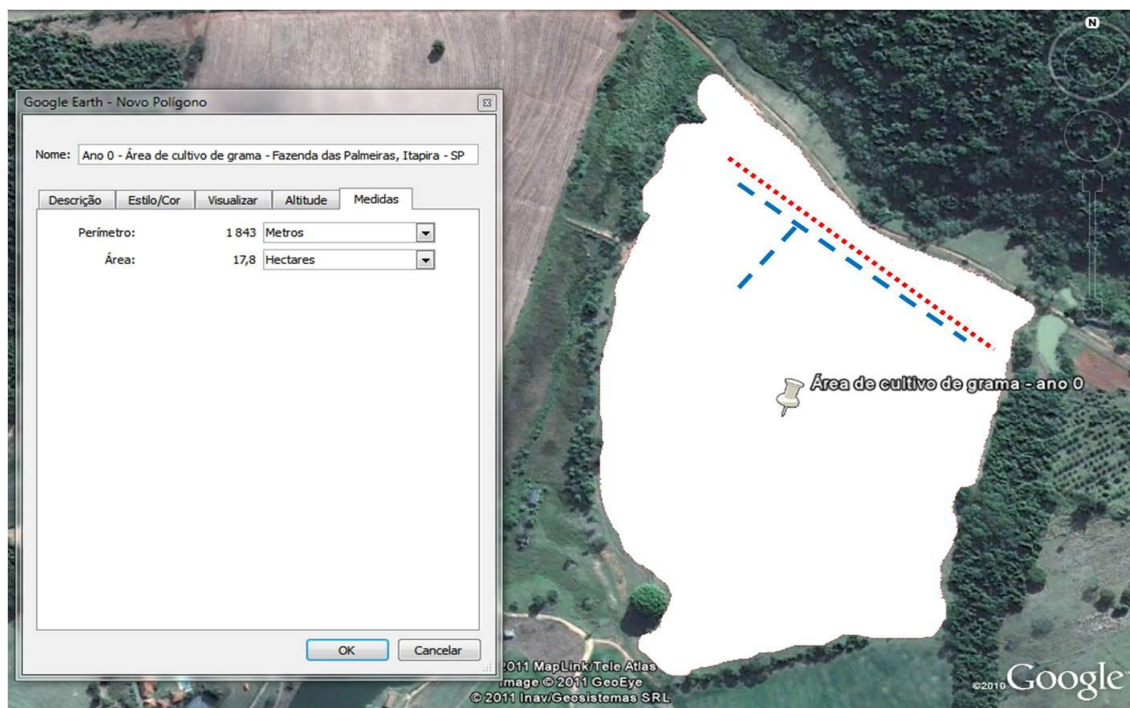 Google Earth - Novo Polígono
Nome: Ano 0 - Área de cultivo de grama - Fazenda das Palmeiras, Itapira - SP
Descrição Estilo/Cor Visualizar Altitude Medidas
Perímetro: 1 843 Metros
Área: 17,8 Hectares
OK Cancelar
N
Área de cultivo de grama - ano 0
2011 MapLink/Tele Atlas
Image © 2011 GeoEye
© 2011 Inav/Geosistemas SRL
©2010 Google